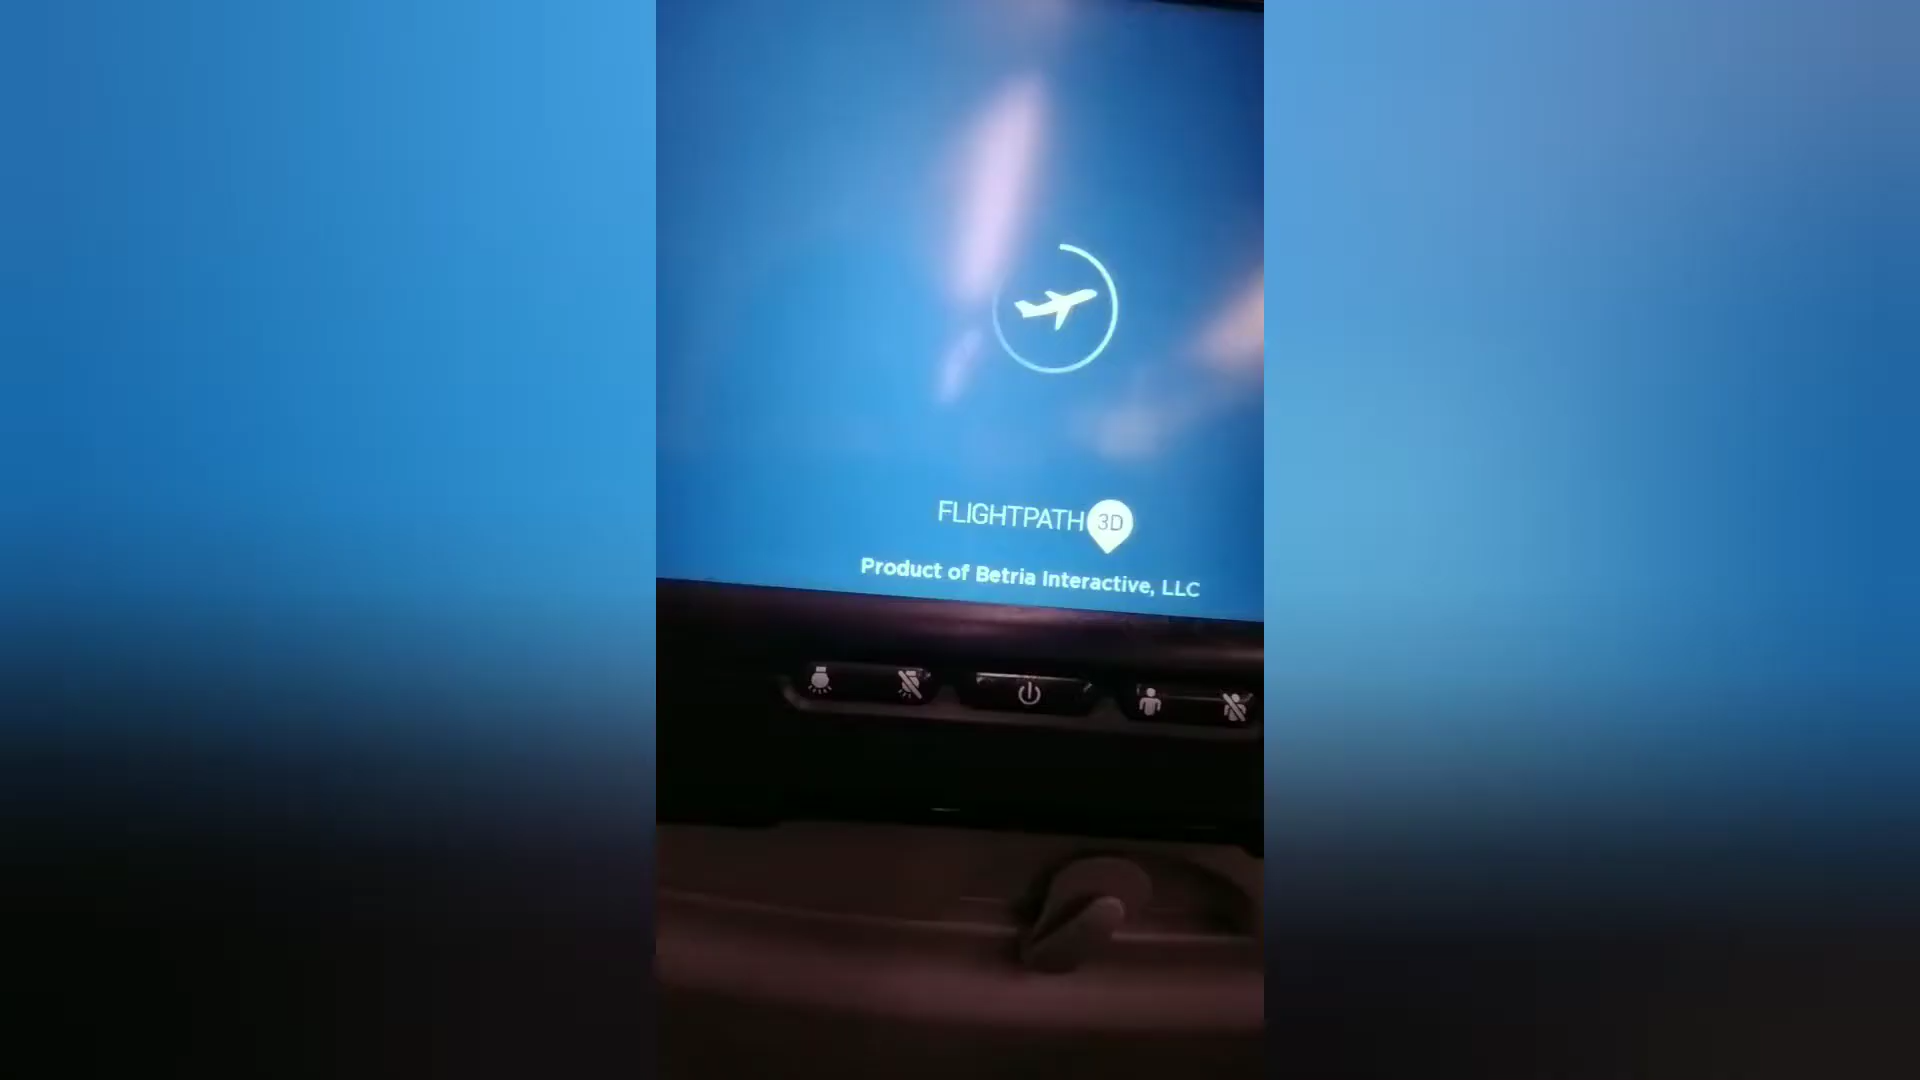 FLIGHTPATH 3D
Product of Betria Interactive, LLC